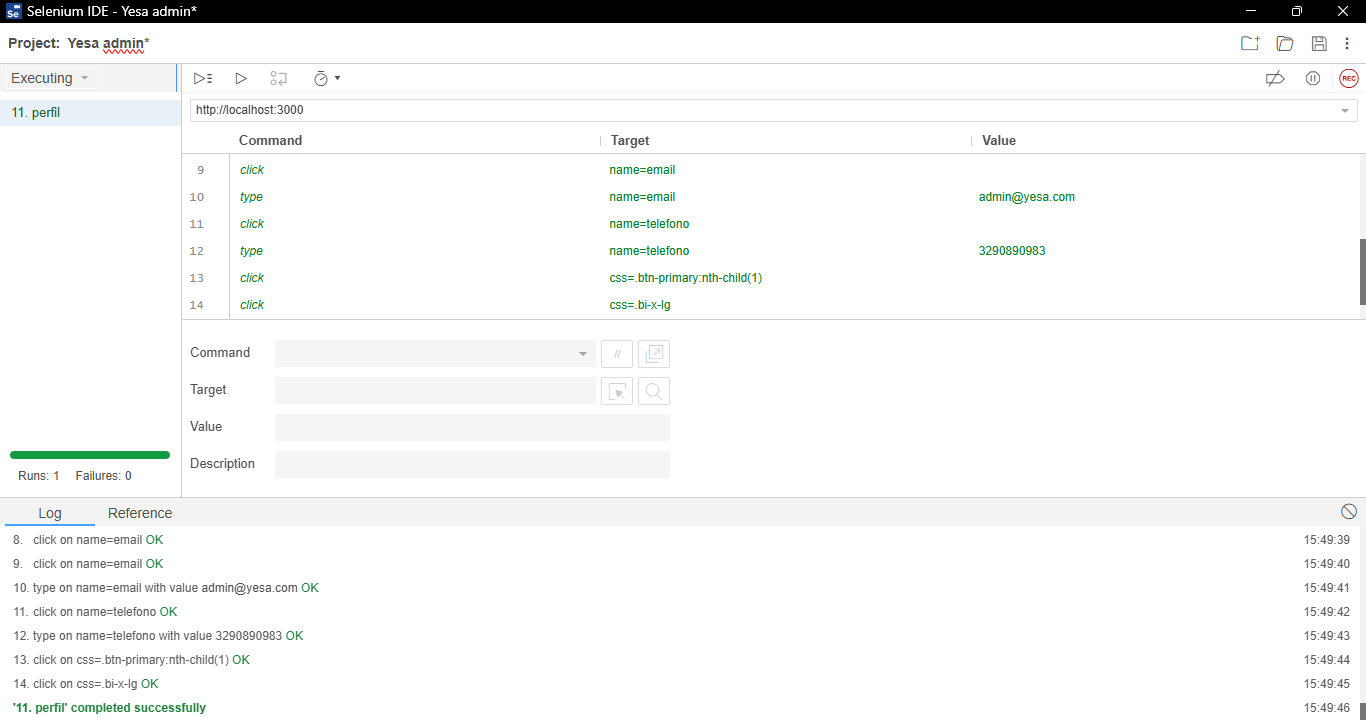 Se Selenium IDE - Yesa admin*
Project: Yesa admin*
Executing
REC
11. perfil
http://localhost:3000
Command Target Value
9 click name=email
10 type name=email admin@yesa.com
11 click name=telefono
12 type name=telefono 3290890983
13 click css=.btn-primary:nth-child(1)
14 click css=.bi-x-lg
Command //
Target
Value
Description
Runs: 1 Failures: 0
Log Reference
8. click on name=email OK 15:49:39
9. click on name=email OK 15:49:40
10. type on name=email with value admin@yesa.com OK 15:49:41
11. click on name=telefono OK 15:49:42
12. type on name=telefono with value 3290890983 OK 15:49:43
13. click on css=.btn-primary:nth-child(1) OK 15:49:44
14. click on css=.bi-x-lg OK 15:49:45
'11. perfil' completed successfully 15:49:46